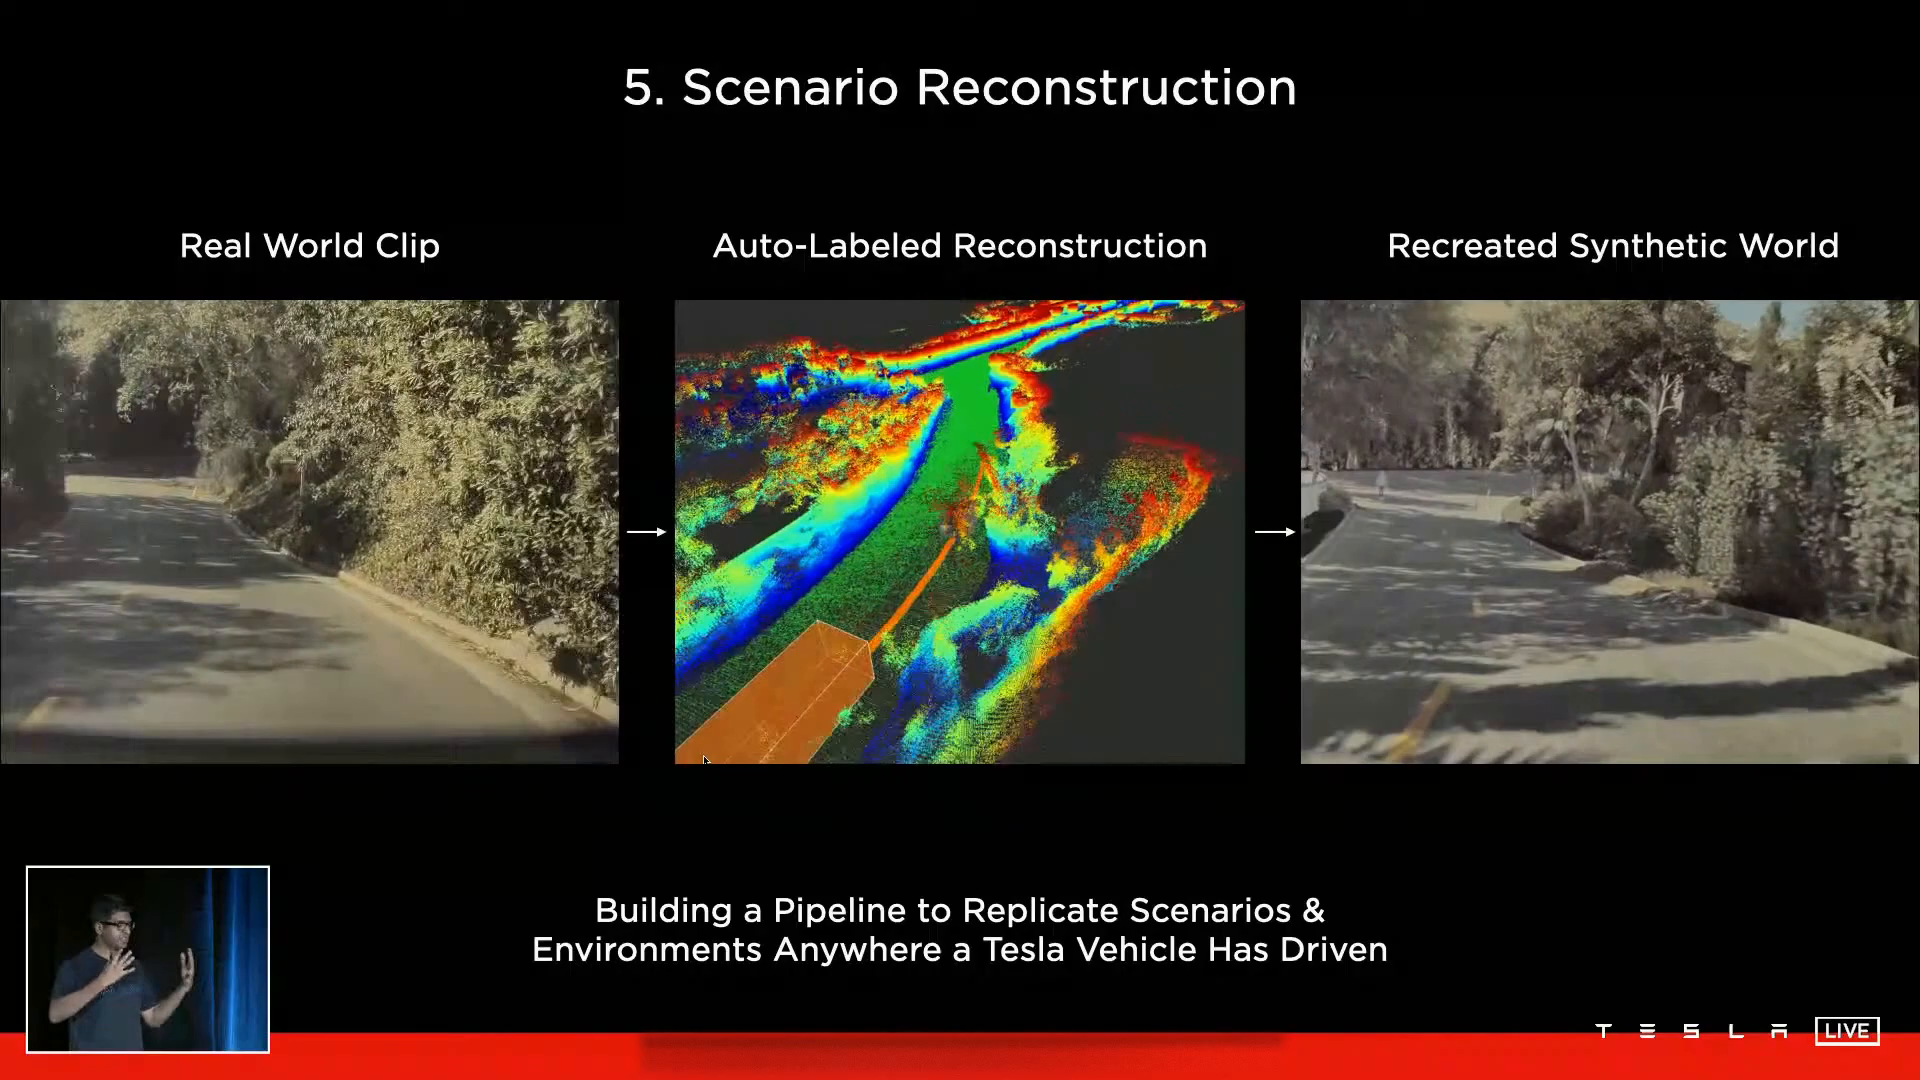 5. Scenario Reconstruction
Real World Clip
Auto-Labeled Reconstruction
Recreated Synthetic World
Building a Pipeline to Replicate Scenarios &
Environments Anywhere a Tesla Vehicle Has Driven
TESLA LIVE